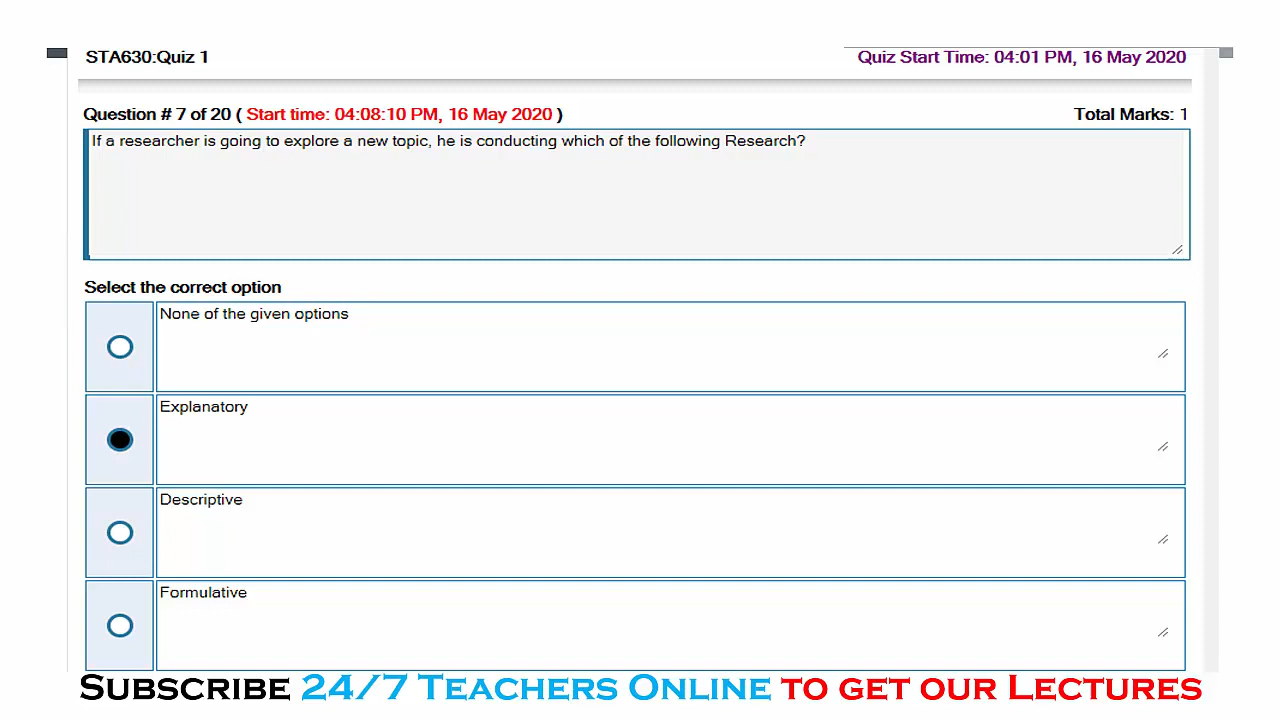 STA630:Quiz 1
Quiz Start Time: 04:01 PM, 16 May 2020
Question # 7 of 20 ( Start time: 04:08:10 PM, 16 May 2020 )
Total Marks: 1
If a researcher is going to explore a new topic, he is conducting which of the following Research?
Select the correct option
None of the given options
Explanatory
Descriptive
Formulative
Subscribe 24/7 Teachers Online to get our Lectures